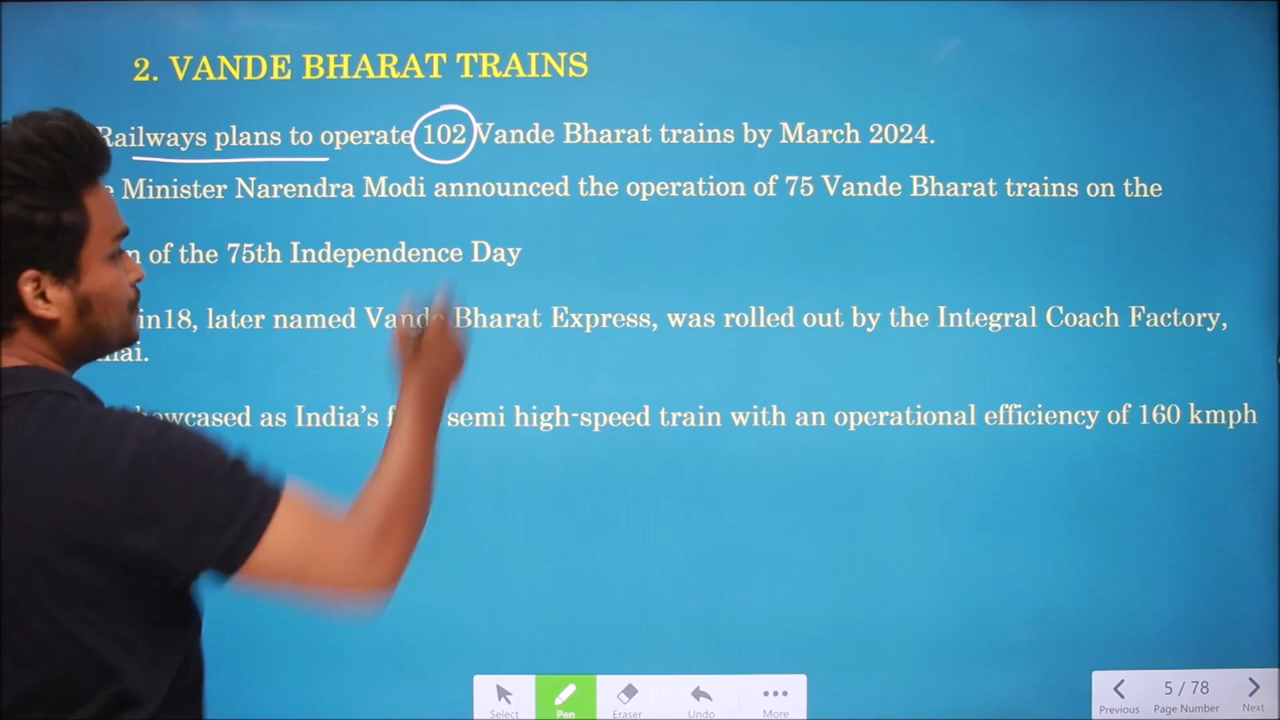 2. VANDE BHARAT TRAINS
Railways plans to operate 102 Vande Bharat trains by March 2024.
Minister Narendra Modi announced the operation of 75 Vande Bharat trains on the
of the 75th Independence Day
in18, later named Vande Bharat Express, was rolled out by the Integral Coach Factory,
nai.
howcased as India's semi high-speed train with an operational efficiency of 160 kmph
Select Pen Eraser Undo More
5 / 78
Previous Page Number Next